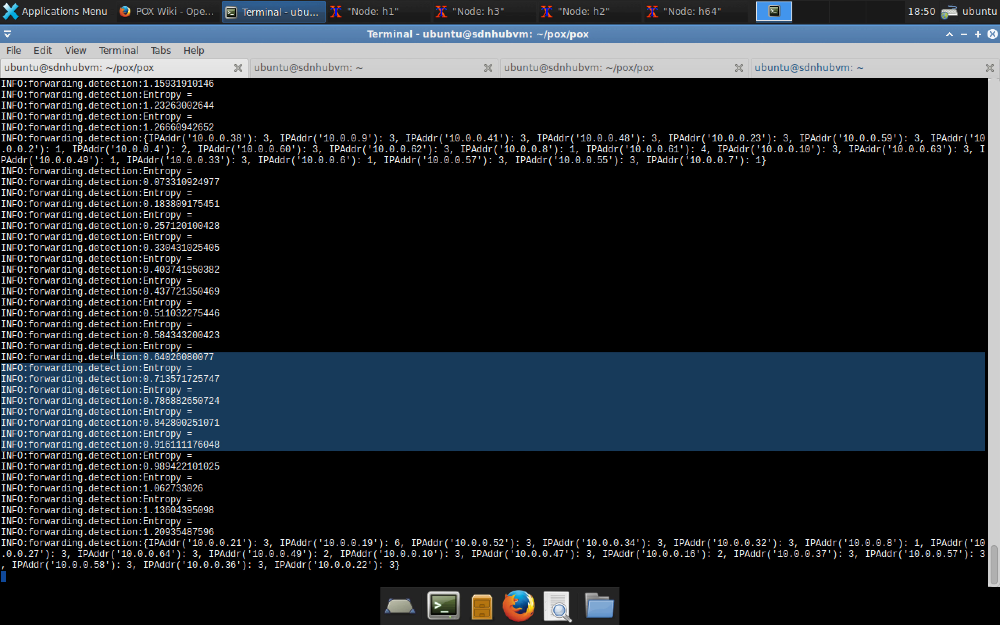 Applications Menu POX Wiki - Ope... Terminal - ubu... "Node: h1" "Node: h3" "Node: h2" "Node: h64" 18:50 ubuntu
Terminal - ubuntu@sdnhubvm: ~/pox/pox
File Edit View Terminal Tabs Help
ubuntu@sdnhubvm: ~/pox/pox ubuntu@sdnhubvm: ~ ubuntu@sdnhubvm: ~/pox/pox ubuntu@sdnhubvm: ~
INFO:forwarding.detection:1.15931910146
INFO:forwarding.detection:Entropy =
INFO:forwarding.detection:1.23263002644
INFO:forwarding.detection:Entropy =
INFO:forwarding.detection:1.26660942652
INFO:forwarding.detection:{IPAddr('10.0.0.38'): 3, IPAddr('10.0.0.9'): 3, IPAddr('10.0.0.41'): 3, IPAddr('10.0.0.48'): 3, IPAddr('10.0.0.23'): 3, IPAddr('10.0.0.59'): 3, IPAddr('10
.0.0.2'): 1, IPAddr('10.0.0.4'): 2, IPAddr('10.0.0.60'): 3, IPAddr('10.0.0.62'): 3, IPAddr('10.0.0.8'): 1, IPAddr('10.0.0.61'): 4, IPAddr('10.0.0.10'): 3, IPAddr('10.0.0.63'): 3, I
PAddr('10.0.0.49'): 1, IPAddr('10.0.0.33'): 3, IPAddr('10.0.0.6'): 1, IPAddr('10.0.0.57'): 3, IPAddr('10.0.0.55'): 3, IPAddr('10.0.0.7'): 1}
INFO:forwarding.detection:Entropy =
INFO:forwarding.detection:0.073310924977
INFO:forwarding.detection:Entropy =
INFO:forwarding.detection:0.183809175451
INFO:forwarding.detection:Entropy =
INFO:forwarding.detection:0.257120100428
INFO:forwarding.detection:Entropy =
INFO:forwarding.detection:0.330431025405
INFO:forwarding.detection:Entropy =
INFO:forwarding.detection:0.403741950382
INFO:forwarding.detection:Entropy =
INFO:forwarding.detection:0.437721350469
INFO:forwarding.detection:Entropy =
INFO:forwarding.detection:0.511032275446
INFO:forwarding.detection:Entropy =
INFO:forwarding.detection:0.584343200423
INFO:forwarding.detection:Entropy =
INFO:forwarding.detection:0.64026080077
INFO:forwarding.detection:Entropy =
INFO:forwarding.detection:0.713571725747
INFO:forwarding.detection:Entropy =
INFO:forwarding.detection:0.786882650724
INFO:forwarding.detection:Entropy =
INFO:forwarding.detection:0.842800251071
INFO:forwarding.detection:Entropy =
INFO:forwarding.detection:0.916111176048
INFO:forwarding.detection:Entropy =
INFO:forwarding.detection:0.989422101025
INFO:forwarding.detection:Entropy =
INFO:forwarding.detection:1.062733026
INFO:forwarding.detection:Entropy =
INFO:forwarding.detection:1.13604395098
INFO:forwarding.detection:Entropy =
INFO:forwarding.detection:1.20935487596
INFO:forwarding.detection:{IPAddr('10.0.0.21'): 3, IPAddr('10.0.0.19'): 6, IPAddr('10.0.0.52'): 3, IPAddr('10.0.0.34'): 3, IPAddr('10.0.0.32'): 3, IPAddr('10.0.0.8'): 1, IPAddr('10
.0.0.27'): 3, IPAddr('10.0.0.64'): 3, IPAddr('10.0.0.49'): 2, IPAddr('10.0.0.10'): 3, IPAddr('10.0.0.47'): 3, IPAddr('10.0.0.16'): 2, IPAddr('10.0.0.37'): 3, IPAddr('10.0.0.57'): 3
, IPAddr('10.0.0.58'): 3, IPAddr('10.0.0.36'): 3, IPAddr('10.0.0.22'): 3}